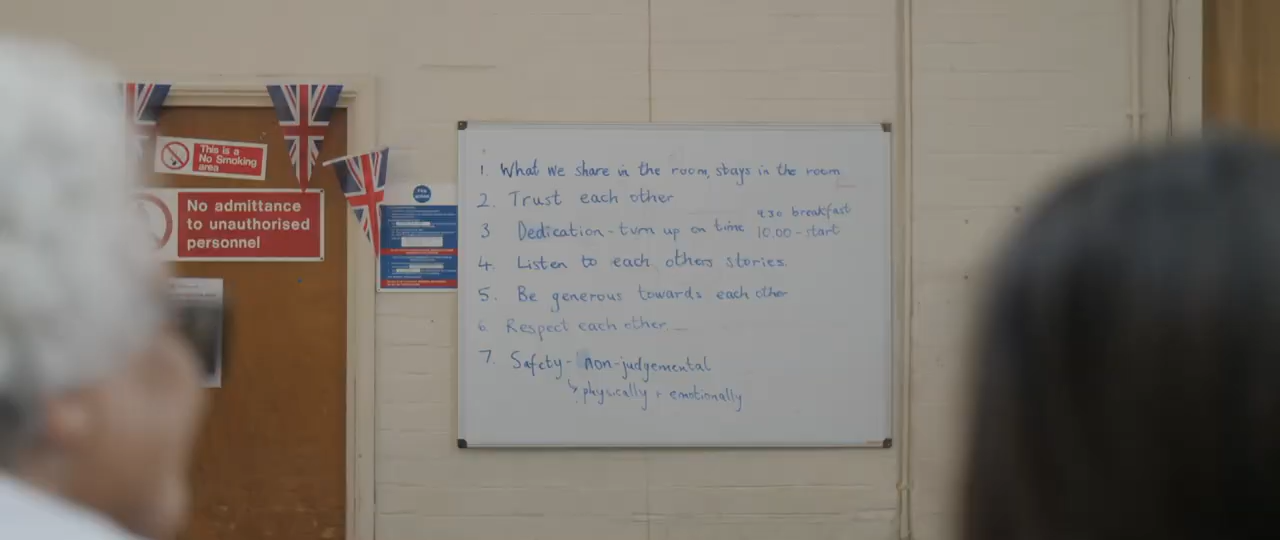 This is a
No Smoking
area
No admittance
to unauthorised
personnel
Fire
action
1. What we share in the room, stays in the room
2. Trust each other
3 Dedication - turn up on time 9.30 breakfast
10.00 - start
4. Listen to each others stories.
5. Be generous towards each other
6 Respect each other
7. Safety - non-judgemental
↳ physically + emotionally